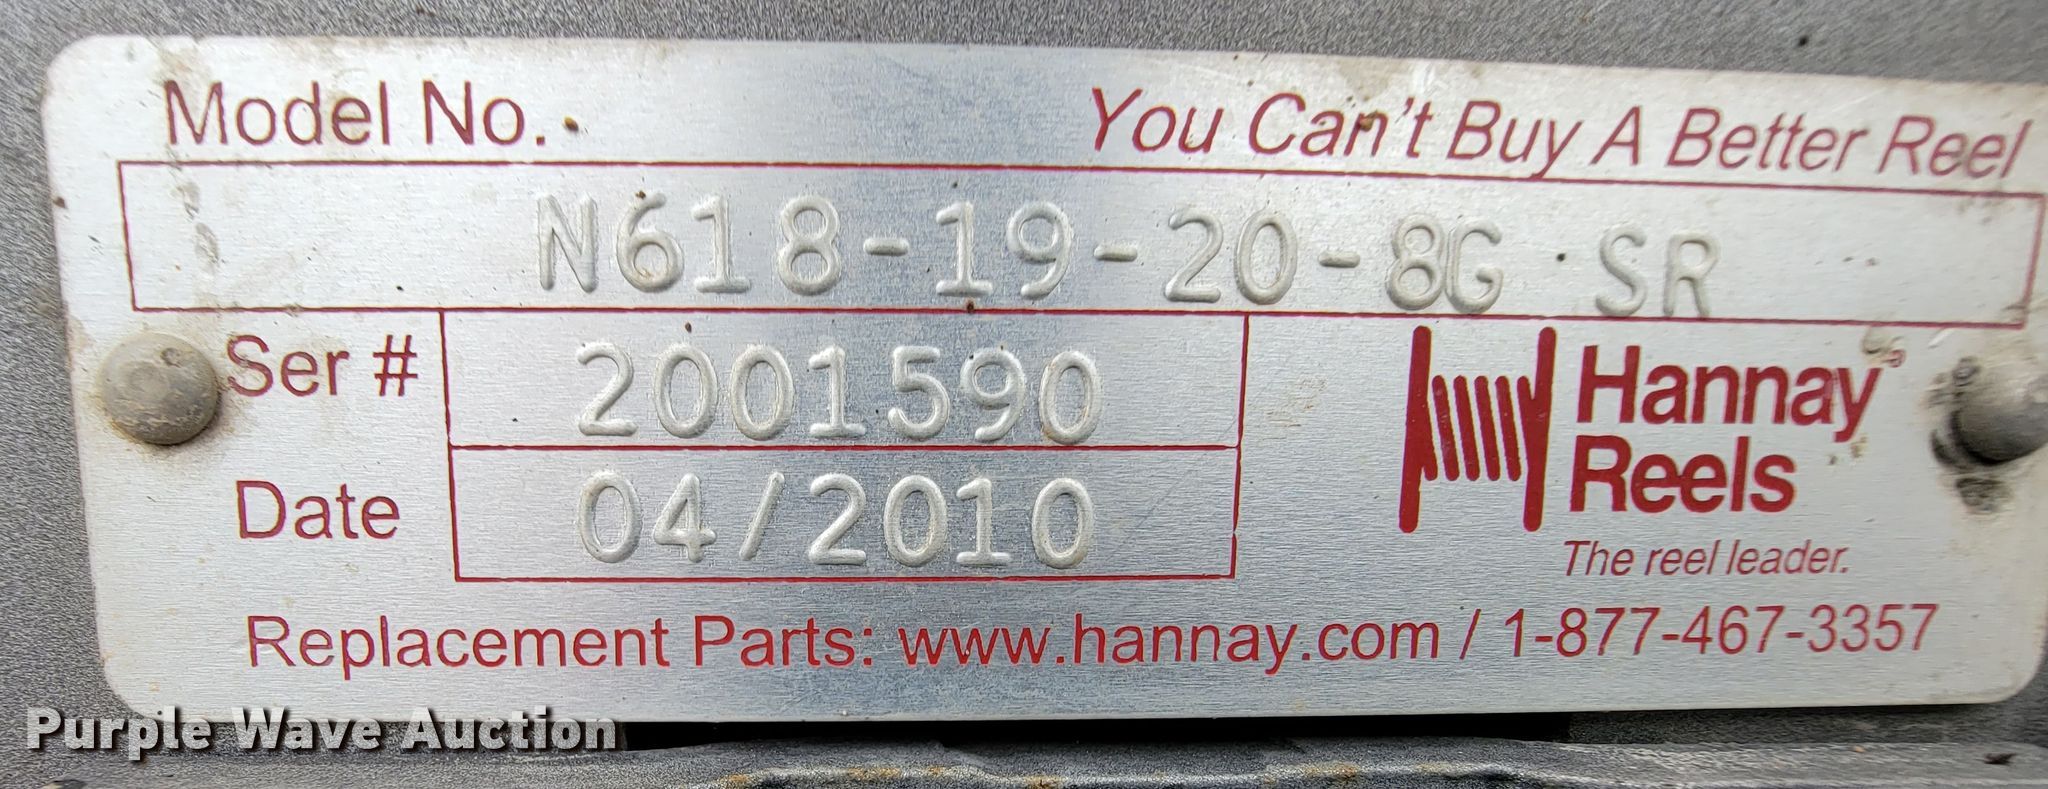 Model No.
You Can't Buy A Better Reel
N618-19-20-8G SR
Ser # 2001590
Hannay®
Reels
Date 04/2010
The reel leader.
Replacement Parts: www.hannay.com / 1-877-467-3357
Purple Wave Auction